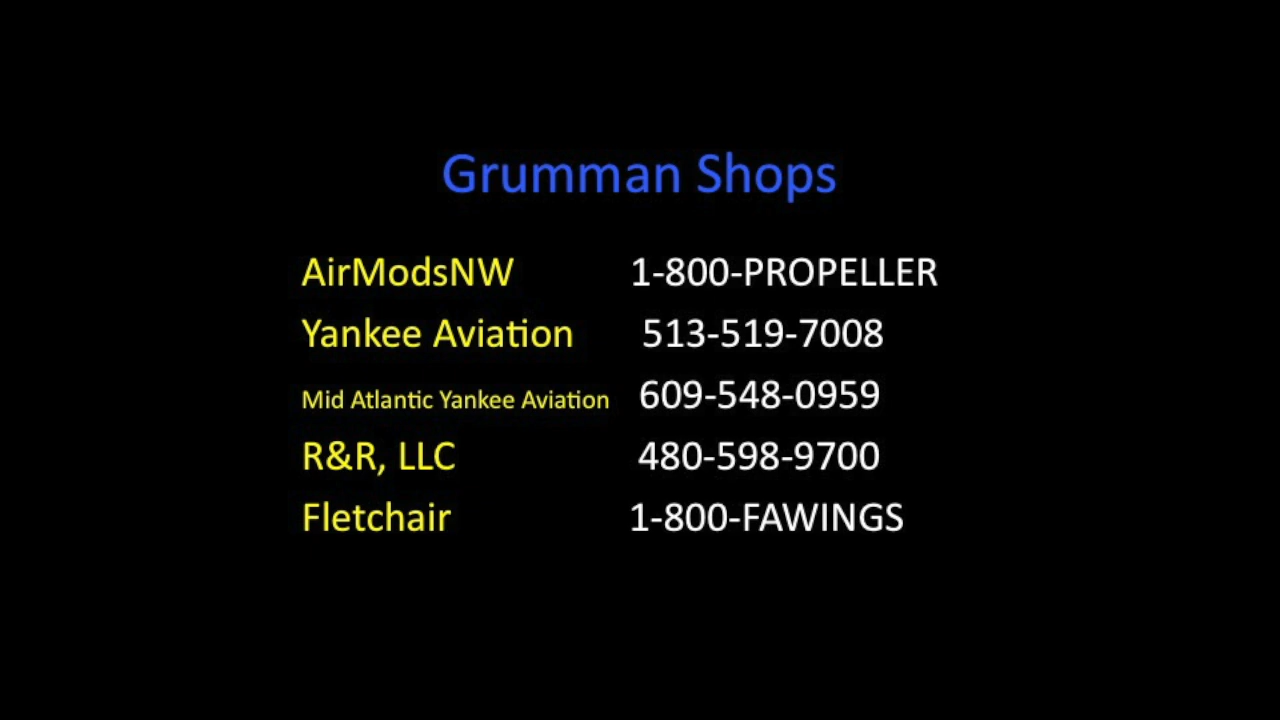 Grumman Shops
AirModsNW 1-800-PROPELLER
Yankee Aviation 513-519-7008
Mid Atlantic Yankee Aviation 609-548-0959
R&R, LLC 480-598-9700
Fletchair 1-800-FAWINGS